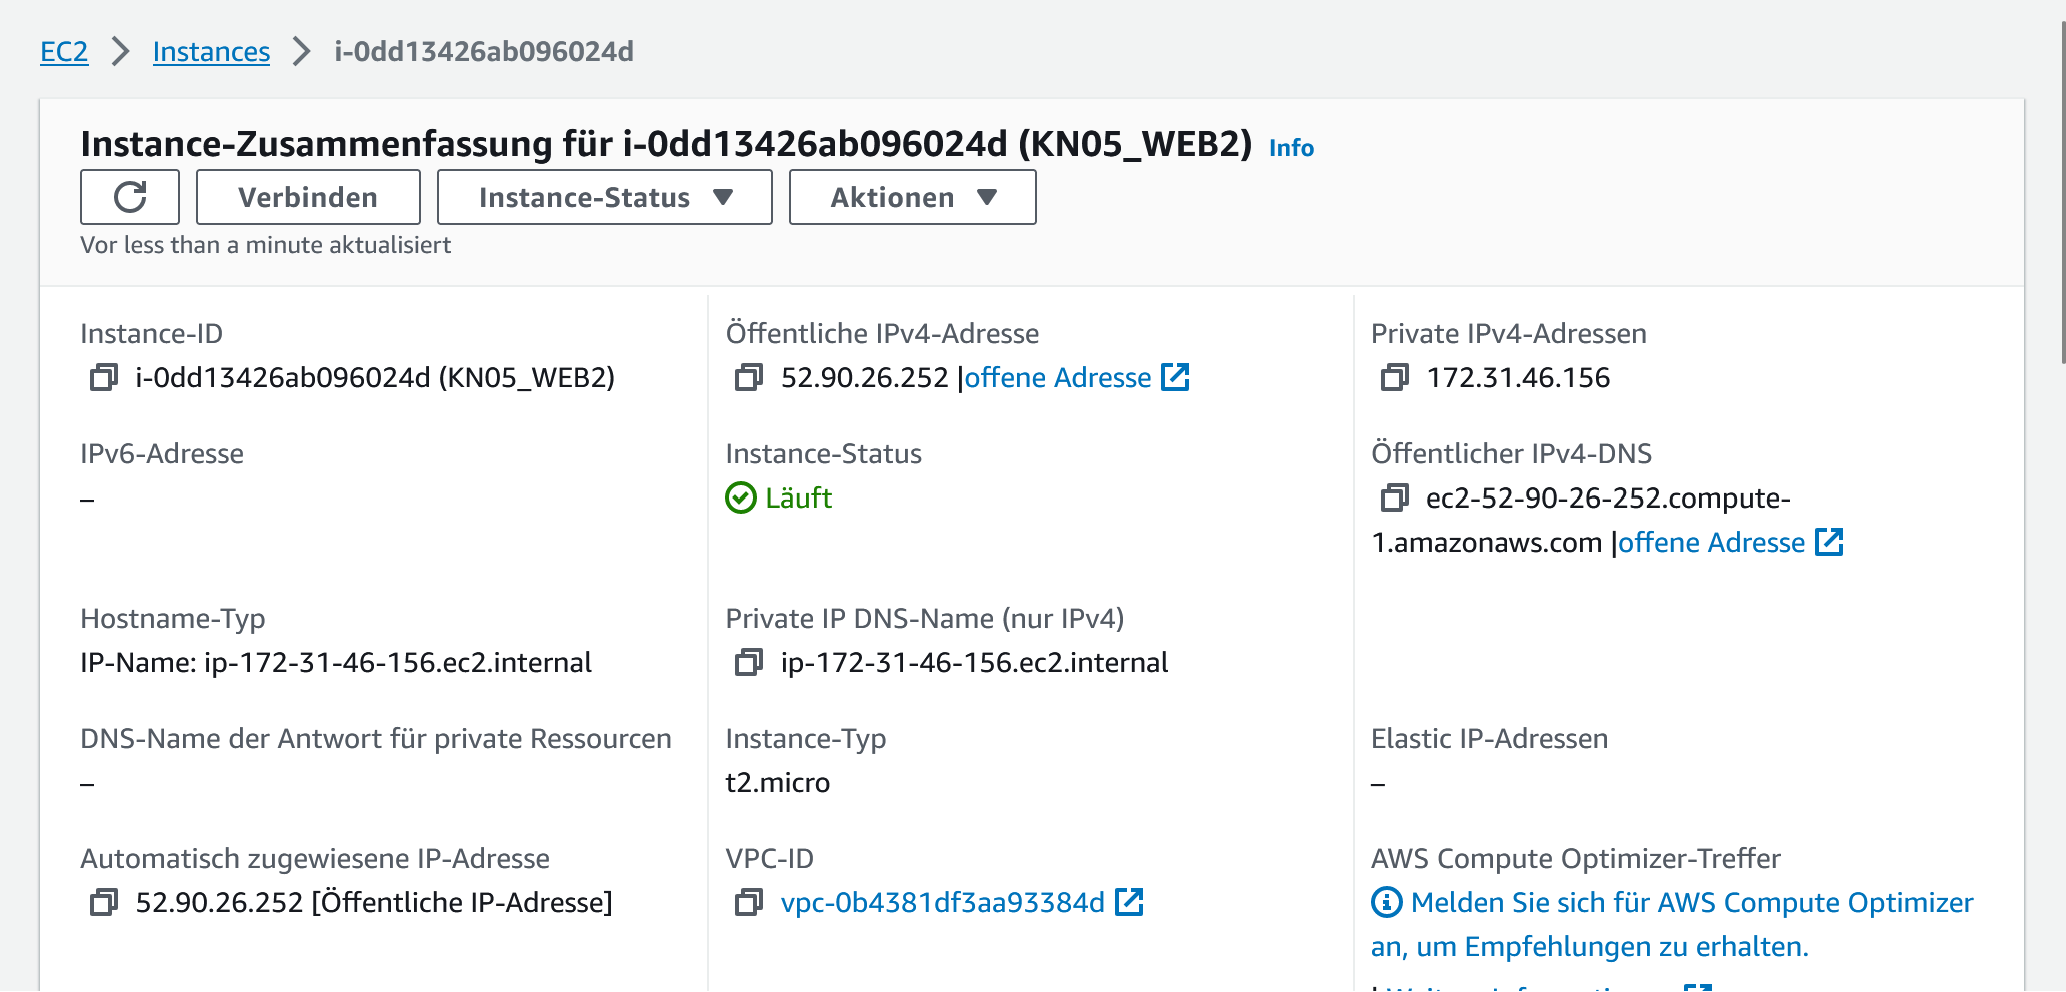 EC2 > Instances > i-0dd13426ab096024d
Instance-Zusammenfassung für i-0dd13426ab096024d (KN05_WEB2) Info
Verbinden Instance-Status ▼ Aktionen ▼
Vor less than a minute aktualisiert
Instance-ID
i-0dd13426ab096024d (KN05_WEB2)
Öffentliche IPv4-Adresse
52.90.26.252 |offene Adresse
Private IPv4-Adressen
172.31.46.156
IPv6-Adresse
–
Instance-Status
Läuft
Öffentlicher IPv4-DNS
ec2-52-90-26-252.compute-
1.amazonaws.com |offene Adresse
Hostname-Typ
IP-Name: ip-172-31-46-156.ec2.internal
Private IP DNS-Name (nur IPv4)
ip-172-31-46-156.ec2.internal
DNS-Name der Antwort für private Ressourcen
–
Instance-Typ
t2.micro
Elastic IP-Adressen
–
Automatisch zugewiesene IP-Adresse
52.90.26.252 [Öffentliche IP-Adresse]
VPC-ID
vpc-0b4381df3aa93384d
AWS Compute Optimizer-Treffer
Melden Sie sich für AWS Compute Optimizer
an, um Empfehlungen zu erhalten.